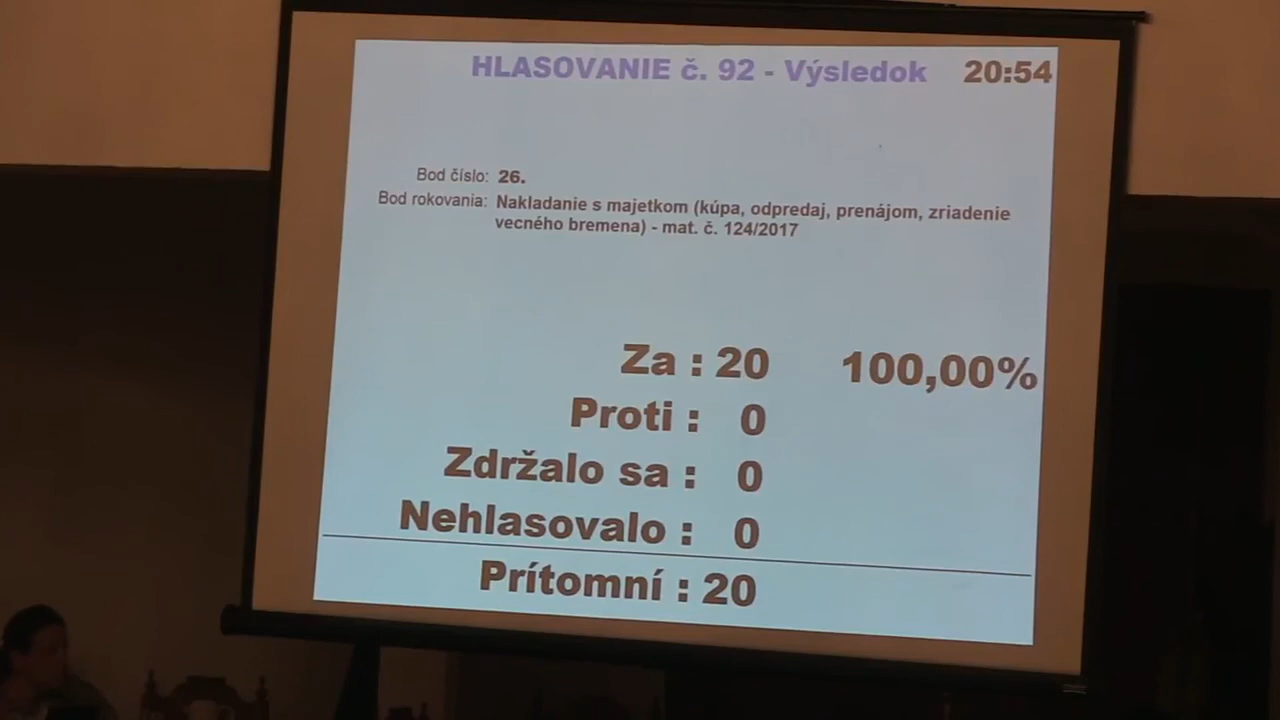 HLASOVANIE č. 92 - Výsledok 20:54
Bod číslo: 26.
Bod rokovania: Nakladanie s majetkom (kúpa, odpredaj, prenájom, zriadenie
vecného bremena) - mat. č. 124/2017
Za : 20 100,00%
Proti : 0
Zdržalo sa : 0
Nehlasovalo : 0
Prítomní : 20